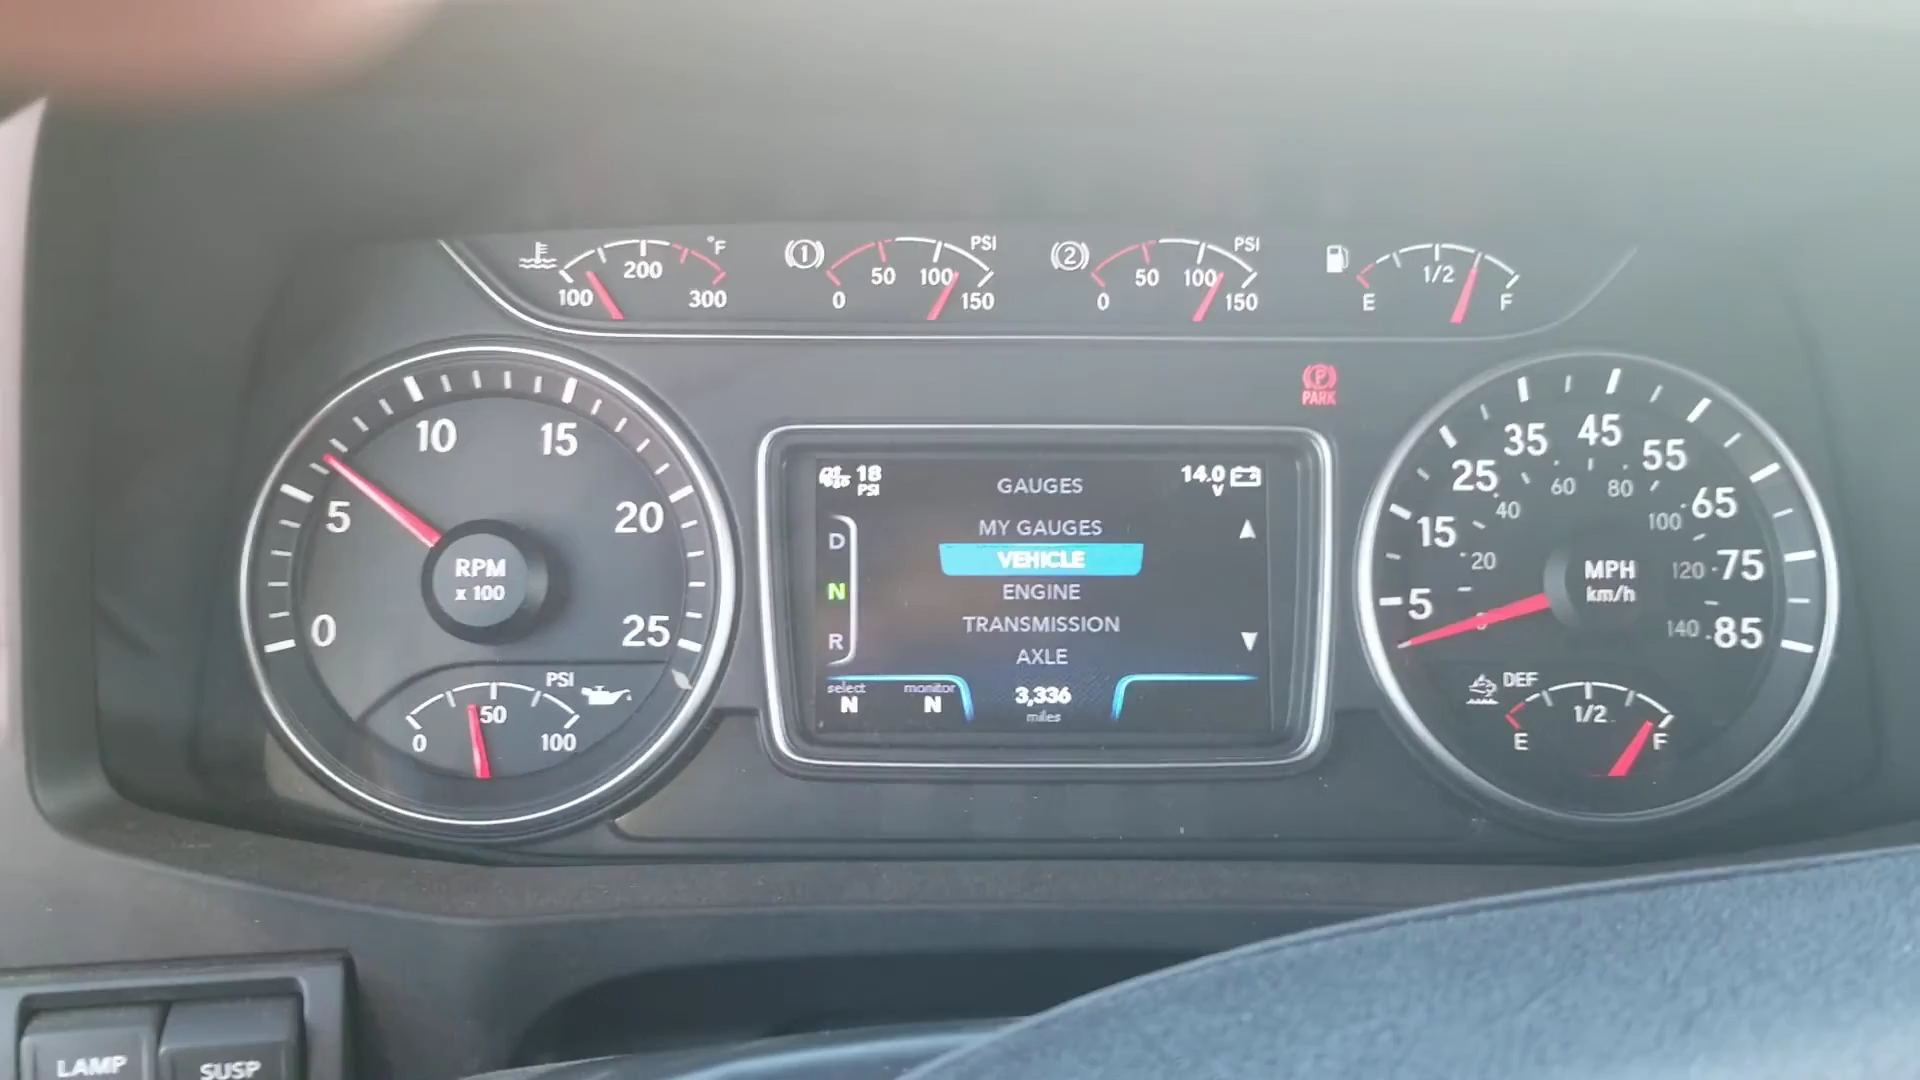 100 200 300 °F
1 0 50 100 150 PSI
2 0 50 100 150 PSI
E 1/2 F
P
PARK
0 5 10 15 20 25
RPM
x 100
0 50 100 PSI
18
PSI
GAUGES
14.0
V
MY GAUGES
VEHICLE
ENGINE
TRANSMISSION
AXLE
D
N
R
select
N
monitor
N
3,336
miles
5 15 25 35 45 55 65 75 85
20 40 60 80 100 120 140
MPH
km/h
DEF
E 1/2 F
LAMP
SUSP